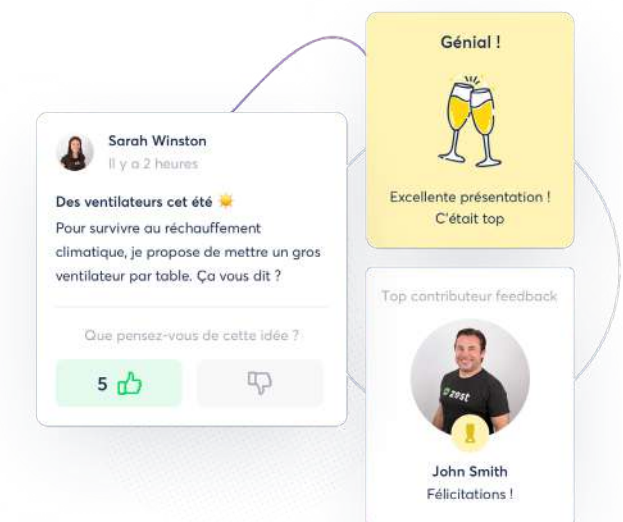 Génial !
Excellente présentation !
C'était top
Sarah Winston
Il y a 2 heures
Des ventilateurs cet été
Pour survivre au réchauffement
climatique, je propose de mettre un gros
ventilateur par table. Ça vous dit ?
Que pensez-vous de cette idée ?
5
Top contributeur feedback
zest
John Smith
Félicitations !